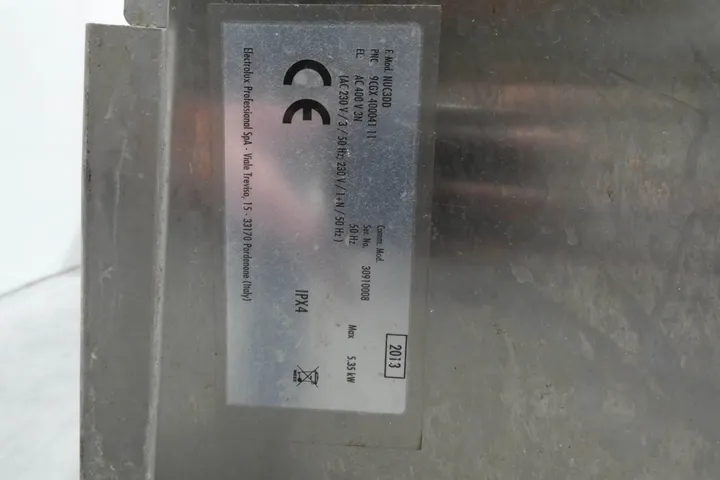 F. Mod. NUC3DD
Comm. Mod.
2013
PNC 9CGX 400041 11
Ser. No. 30910008
EL AC 400 V 3N
50 Hz
Max 5.35 kW
(AC 230 V / 3 / 50 Hz; 230 V / 1+N / 50 Hz)
CE
IPX4
Electrolux Professional SpA - Viale Treviso, 15 - 33170 Pordenone (Italy)